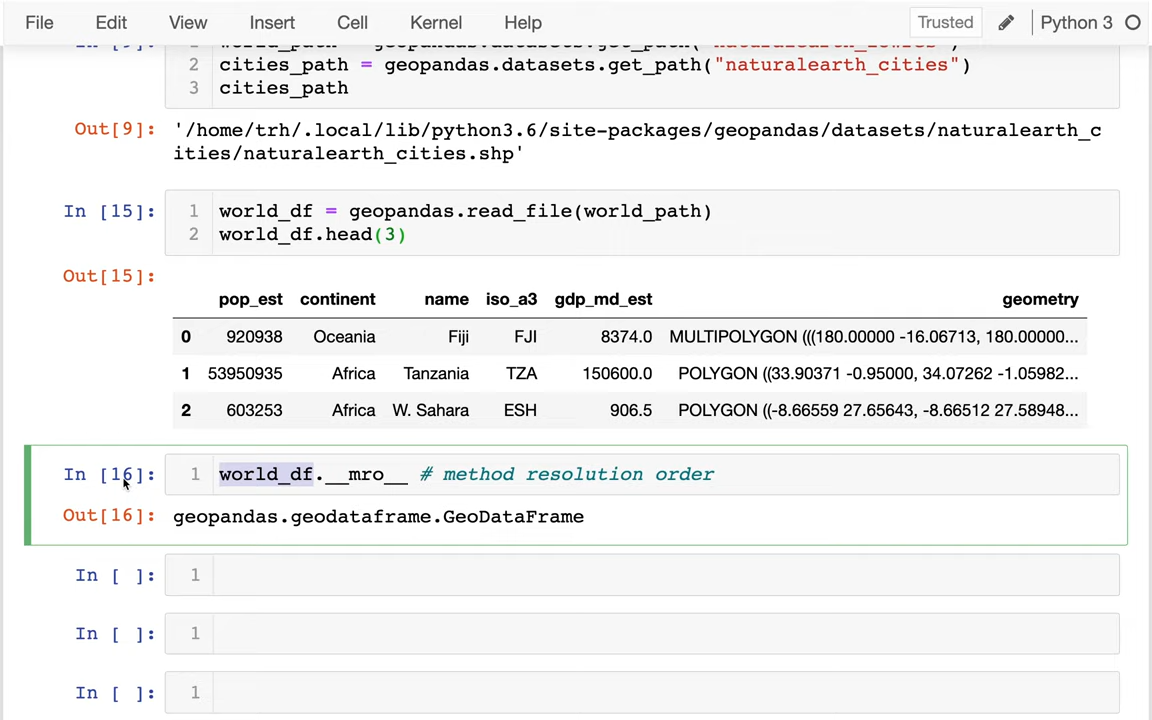 File Edit View Insert Cell Kernel Help Trusted Python 3
2 cities_path = geopandas.datasets.get_path("naturalearth_cities")
3 cities_path
Out[9]: '/home/trh/.local/lib/python3.6/site-packages/geopandas/datasets/naturalearth_c
ities/naturalearth_cities.shp'
In [15]: 1 world_df = geopandas.read_file(world_path)
2 world_df.head(3)
Out[15]:
pop_est continent name iso_a3 gdp_md_est geometry
0 920938 Oceania Fiji FJI 8374.0 MULTIPOLYGON (((180.00000 -16.06713, 180.00000...
1 53950935 Africa Tanzania TZA 150600.0 POLYGON ((33.90371 -0.95000, 34.07262 -1.05982...
2 603253 Africa W. Sahara ESH 906.5 POLYGON ((-8.66559 27.65643, -8.66512 27.58948...
In [16]: 1 world_df.__mro__ # method resolution order
Out[16]: geopandas.geodataframe.GeoDataFrame
In [ ]: 1
In [ ]: 1
In [ ]: 1